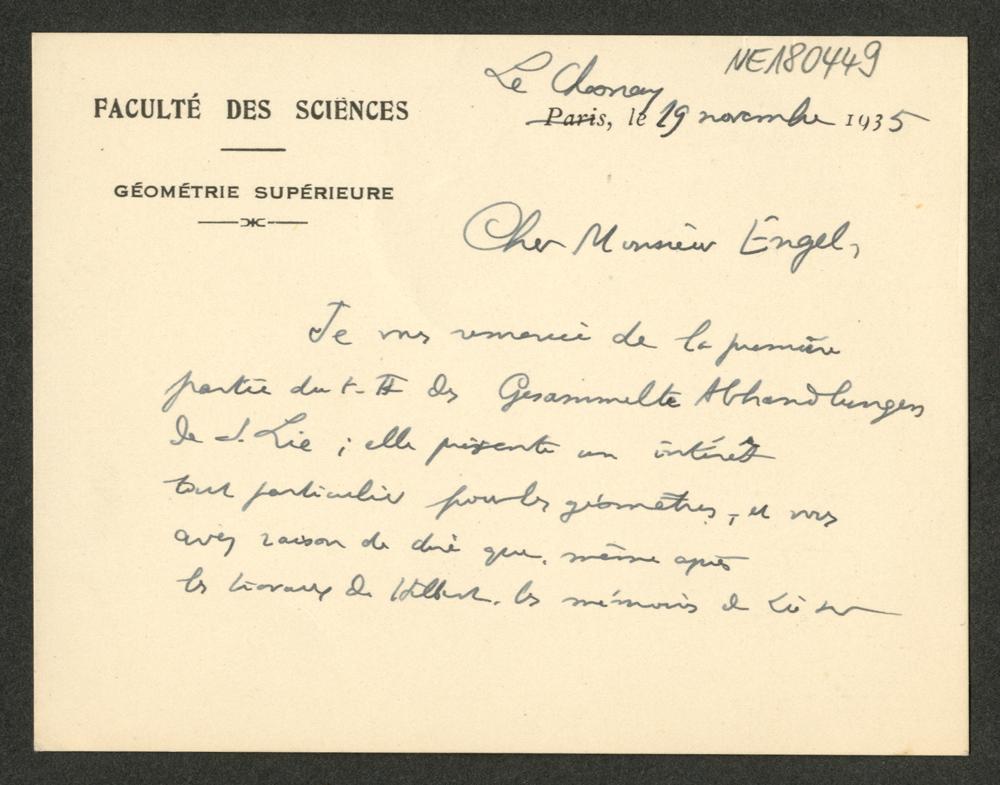 NE180449
FACULTÉ DES SCIENCES
GÉOMÉTRIE SUPÉRIEURE
Le Chesnay
Paris, le 19 novembre 1935
Cher Monsieur Engel,
Je vous remercie de la première
partie du t. II des Gesammelte Abhandlungen
de S. Lie ; elle présente un intérêt
tout particulier pour les géomètres, et vous
avez raison de dire que, même après
les travaux de Hilbert, les mémoires de Lie sur